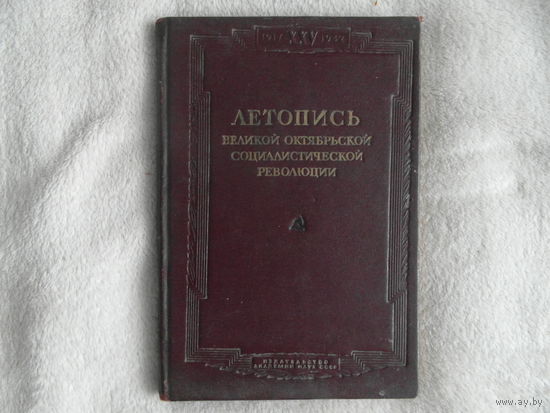 1917 XXV 1942
ЛЕТОПИСЬ
ВЕЛИКОЙ ОКТЯБРЬСКОЙ
СОЦИАЛИСТИЧЕСКОЙ
РЕВОЛЮЦИИ
ИЗДАТЕЛЬСТВО
АКАДЕМИИ НАУК СССР
www.ay.by